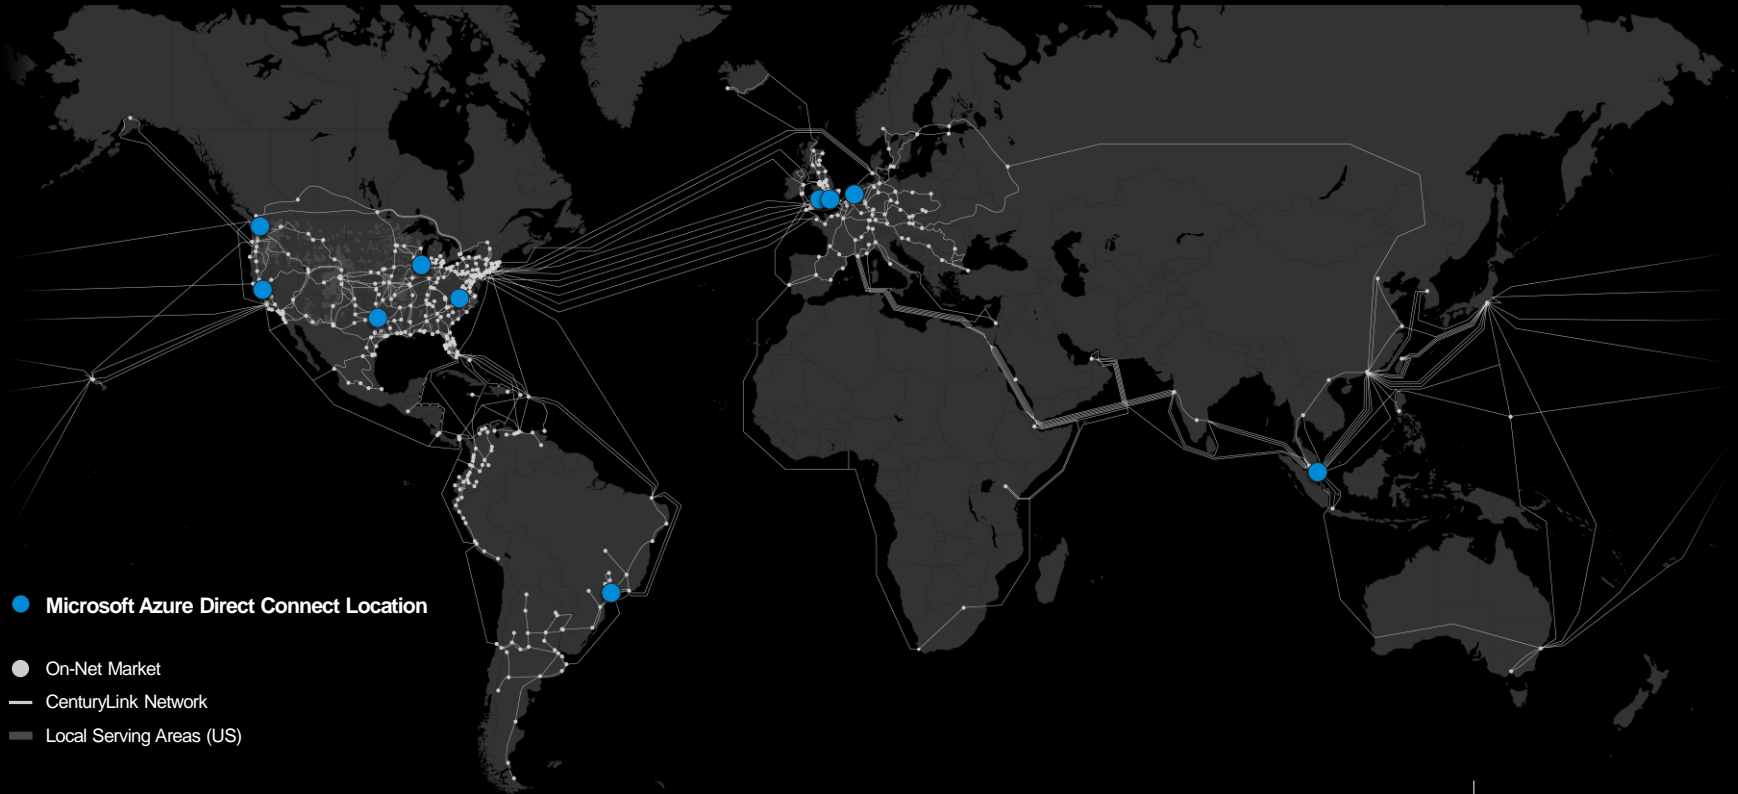 Microsoft Azure Direct Connect Location
On-Net Market
CenturyLink Network
Local Serving Areas (US)